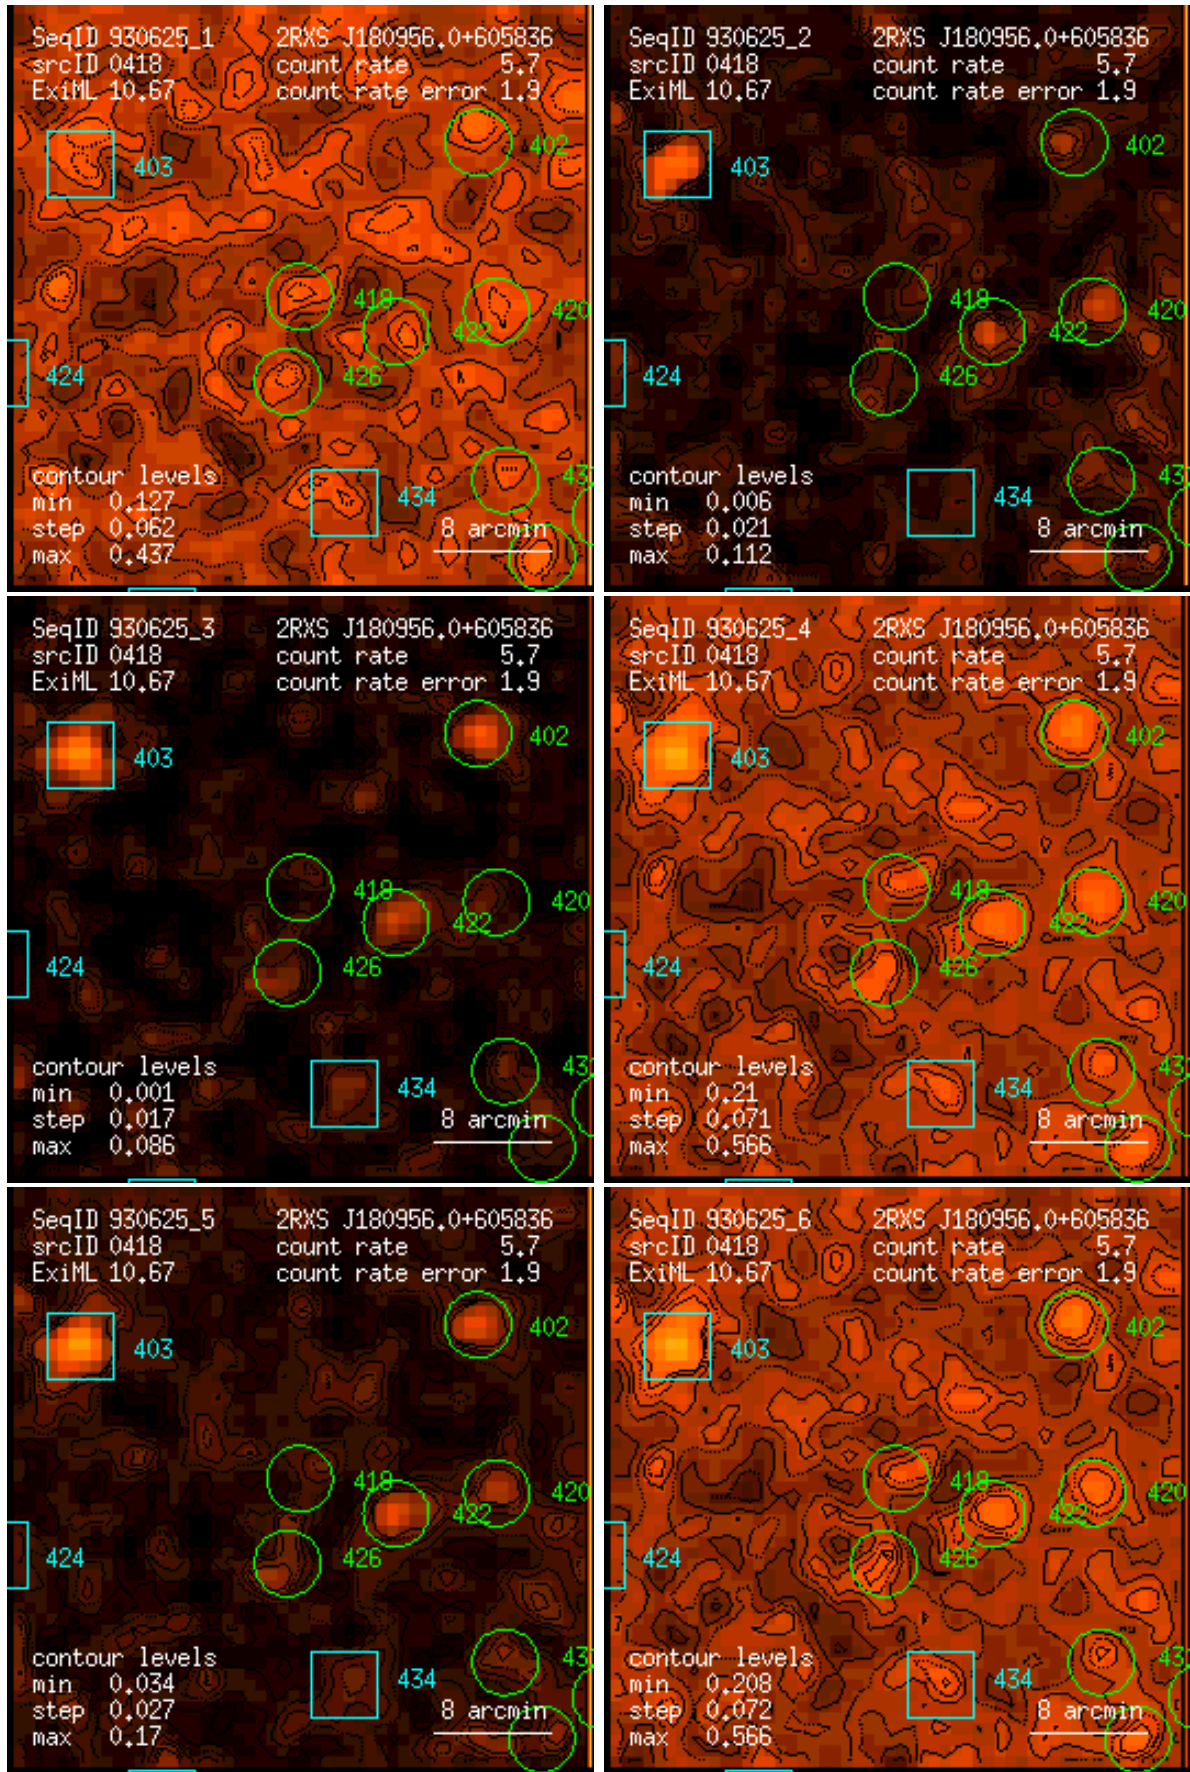 SeqID 930625_1 2RXS J180956.0+605836
srcID 0418 count rate 5.7
ExiML 10.67 count rate error 1.9
402
403
418
420
422
424
426
contour levels
434
min 0.127
step 0.062 8 arcmin
max 0.437
SeqID 930625_2 2RXS J180956.0+605836
srcID 0418 count rate 5.7
ExiML 10.67 count rate error 1.9
402
403
418
420
422
424
426
contour levels
434
min 0.006
step 0.021 8 arcmin
max 0.112
SeqID 930625_3 2RXS J180956.0+605836
srcID 0418 count rate 5.7
ExiML 10.67 count rate error 1.9
402
403
418
420
422
424
426
contour levels
434
min 0.001
step 0.017 8 arcmin
max 0.086
SeqID 930625_4 2RXS J180956.0+605836
srcID 0418 count rate 5.7
ExiML 10.67 count rate error 1.9
402
403
418
420
422
424
426
contour levels
434
min 0.21
step 0.071 8 arcmin
max 0.566
SeqID 930625_5 2RXS J180956.0+605836
srcID 0418 count rate 5.7
ExiML 10.67 count rate error 1.9
402
403
418
420
422
424
426
contour levels
434
min 0.034
step 0.027 8 arcmin
max 0.17
SeqID 930625_6 2RXS J180956.0+605836
srcID 0418 count rate 5.7
ExiML 10.67 count rate error 1.9
402
403
418
420
422
424
426
contour levels
434
min 0.208
step 0.072 8 arcmin
max 0.566